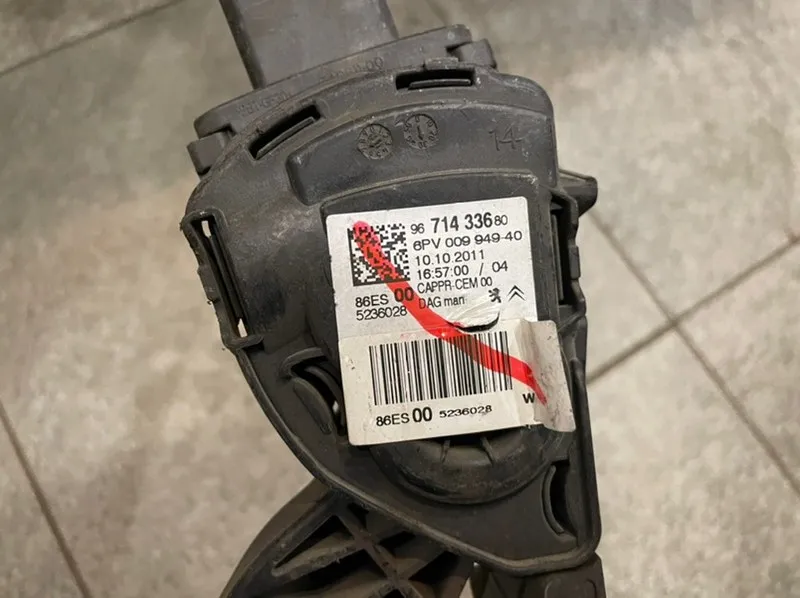 14
96 714 336 80
6PV 009 949-40
10.10.2011
16:57:00 / 04
CAPPR-CEM 00
86ES 00
DAG man
5236028
W
86ES 00 5236028